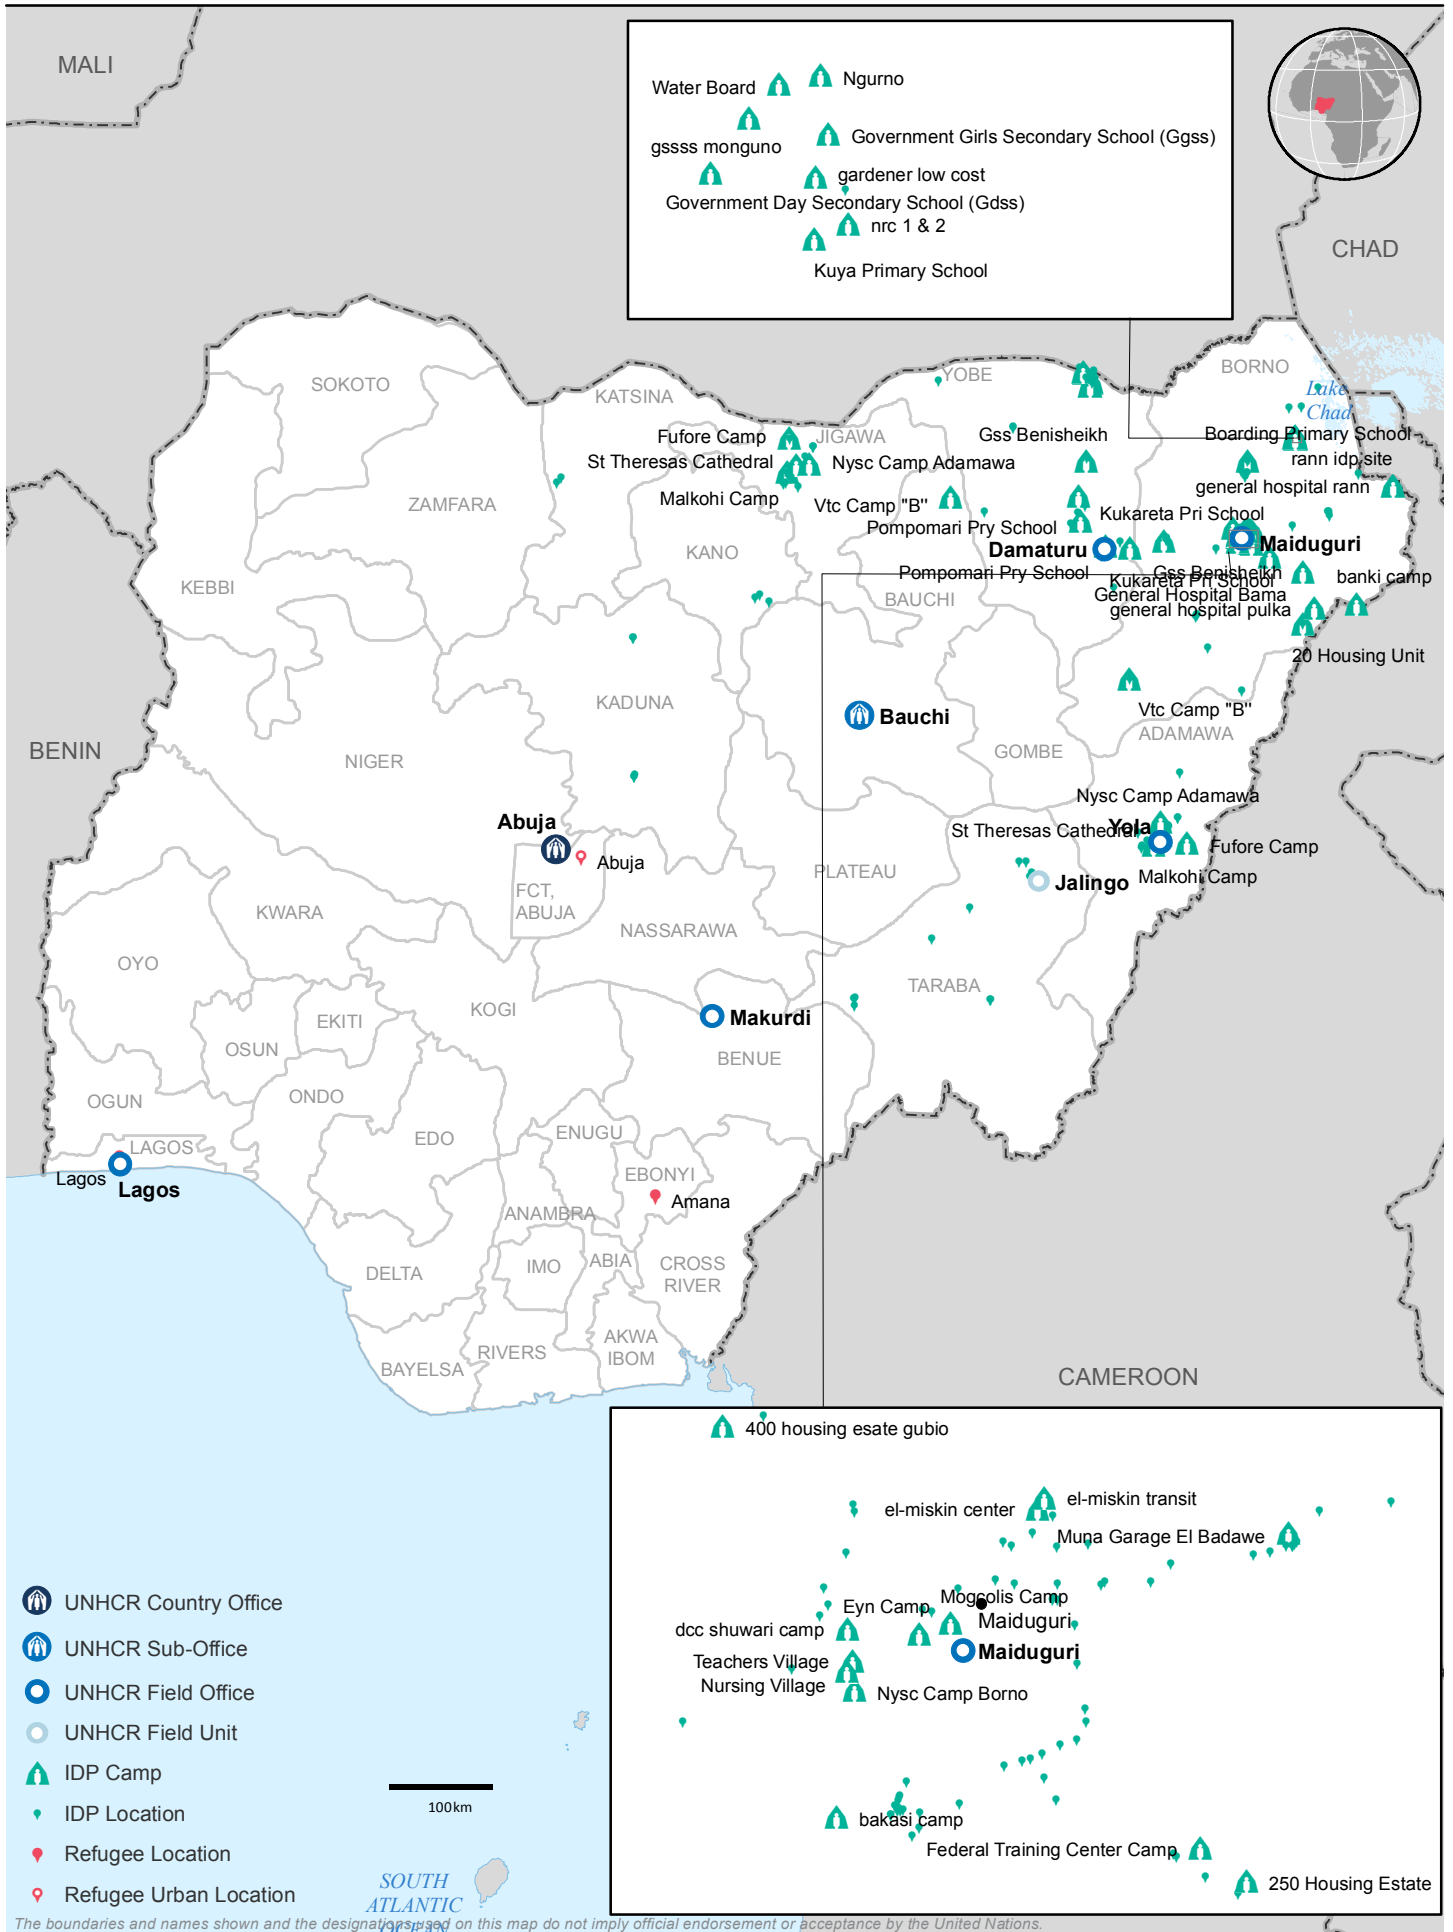 MALI
Water Board
Ngurno
gssss monguno
Government Girls Secondary School (Ggss)
gardener low cost
Government Day Secondary School (Gdss)
nrc 1 & 2
Kuya Primary School
CHAD
SOKOTO
KATSINA
YOBE
BORNO
Lake
Chad
Fufore Camp
JIGAWA
Gss Benisheikh
Boarding Primary School
St Theresas Cathedral
Nysc Camp Adamawa
rann idp site
Malkohi Camp
general hospital rann
ZAMFARA
Vtc Camp "B"
Kukareta Pri School
Pompomari Pry School
KANO
Damaturu
Maiduguri
Pompomari Pry School
Gss Benisheikh
Kukareta Pri School
banki camp
KEBBI
BAUCHI
General Hospital Bama
general hospital pulka
20 Housing Unit
KADUNA
Vtc Camp "B"
Bauchi
ADAMAWA
BENIN
NIGER
GOMBE
Nysc Camp Adamawa
Abuja
St Theresas Cathedral
Yola
Abuja
Fufore Camp
PLATEAU
Malkohi Camp
Jalingo
FCT,
ABUJA
KWARA
NASSARAWA
OYO
TARABA
KOGI
Makurdi
EKITI
OSUN
BENUE
OGUN
ONDO
ENUGU
EDO
LAGOS
EBONYI
Lagos
Lagos
Amana
ANAMBRA
ABIA
IMO
CROSS
RIVER
DELTA
AKWA
IBOM
RIVERS
BAYELSA
CAMEROON
400 housing esate gubio
el-miskin transit
el-miskin center
Muna Garage El Badawe
Mogcolis Camp
Eyn Camp
Maiduguri
dcc shuwari camp
Maiduguri
Teachers Village
Nursing Village
Nysc Camp Borno
bakasi camp
Federal Training Center Camp
250 Housing Estate
UNHCR Country Office
UNHCR Sub-Office
UNHCR Field Office
UNHCR Field Unit
IDP Camp
IDP Location
Refugee Location
Refugee Urban Location
100km
SOUTH
ATLANTIC
OCEAN
The boundaries and names shown and the designations used on this map do not imply official endorsement or acceptance by the United Nations.